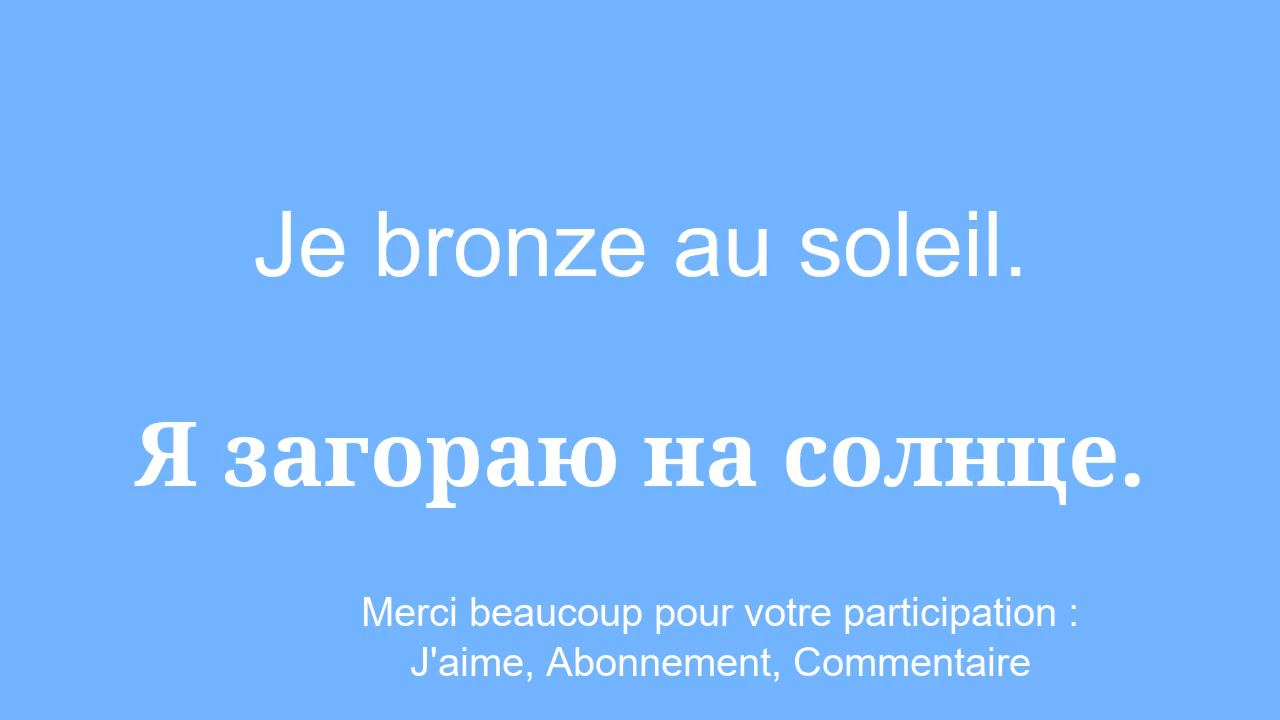 Je bronze au soleil.
Я загораю на солнце.
Merci beaucoup pour votre participation :
J'aime, Abonnement, Commentaire